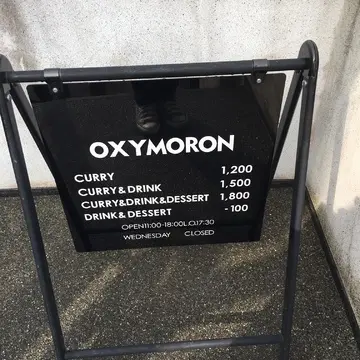 OXYMORON
CURRY 1,200
CURRY&DRINK 1,500
CURRY&DRINK&DESSERT 1,800
DRINK&DESSERT -100
OPEN11:00-18:00L.O.17:30
WEDNESDAY CLOSED